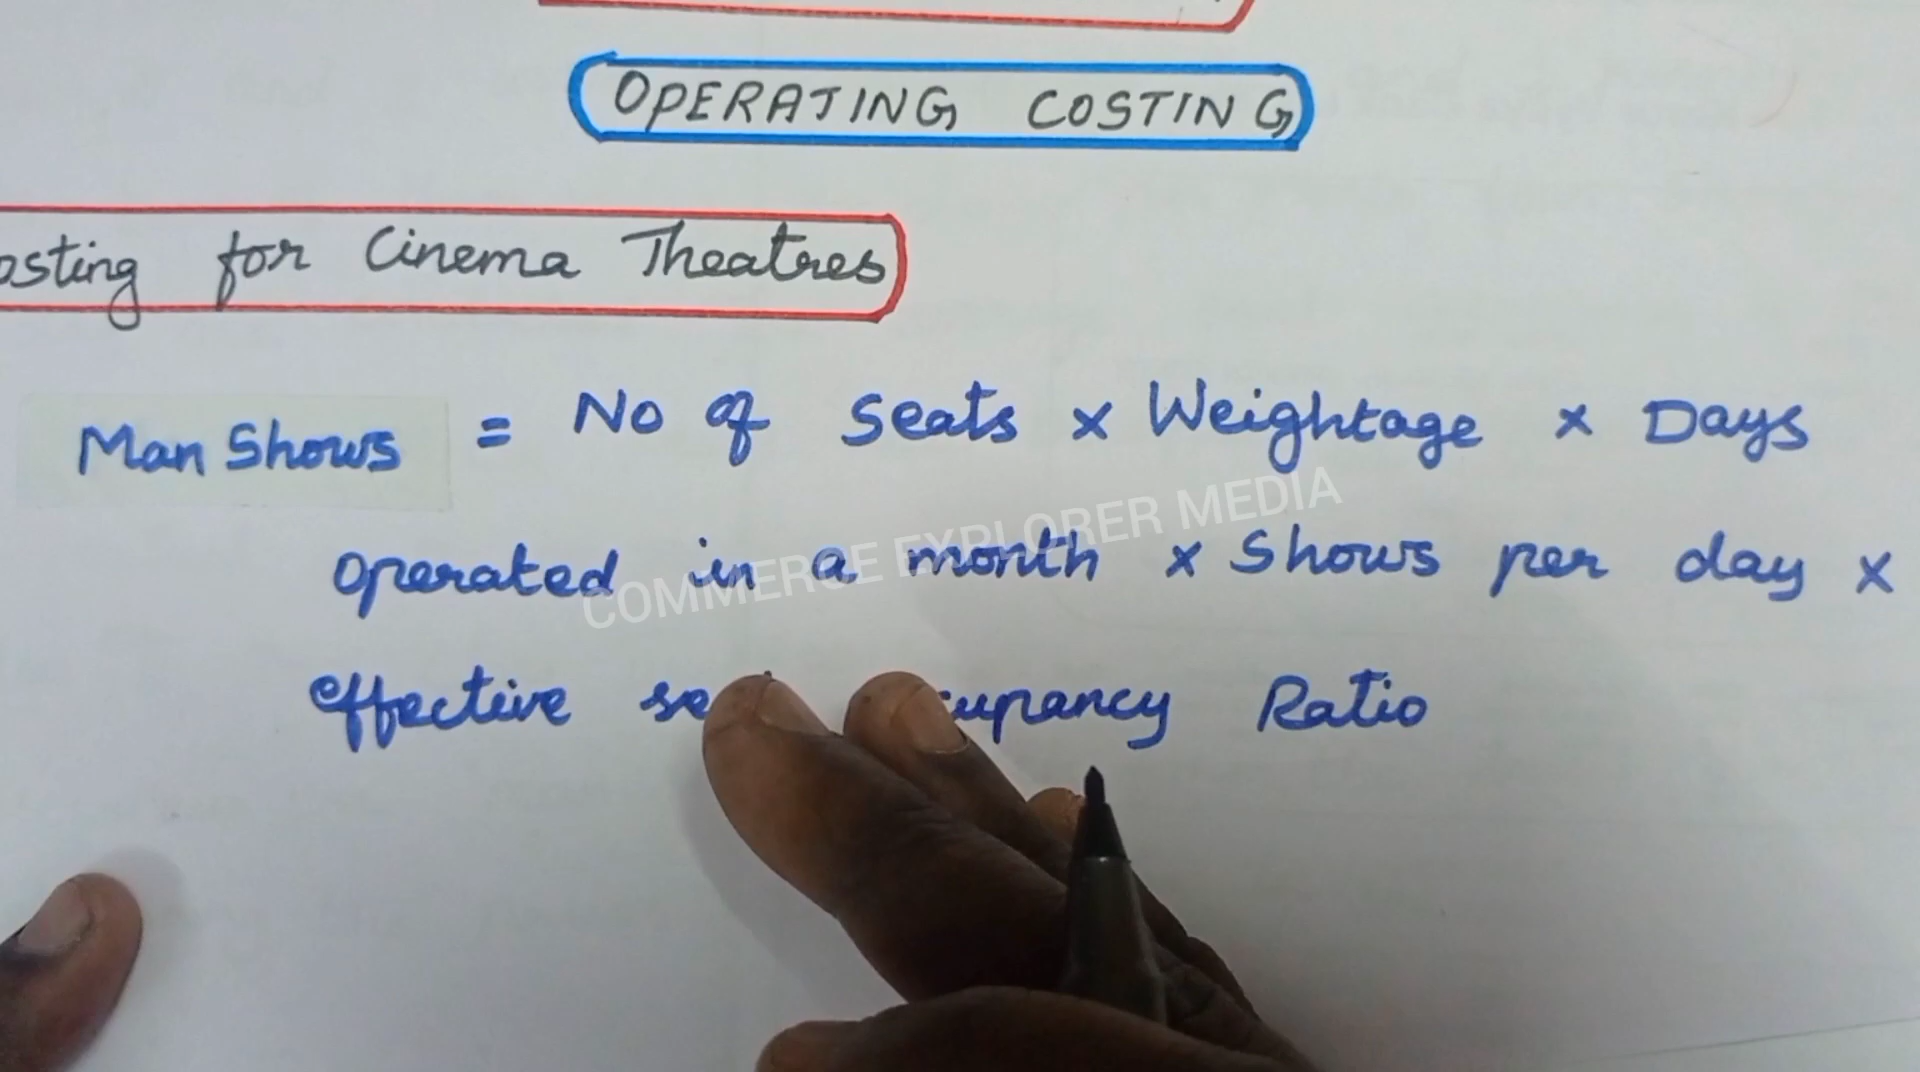 OPERATING COSTING
osting for Cinema Theatres
Man Shows = No of Seats x Weightage x Days
operated in a month x Shows per day x
effective Ratio
COMMERCE EXPLORER MEDIA